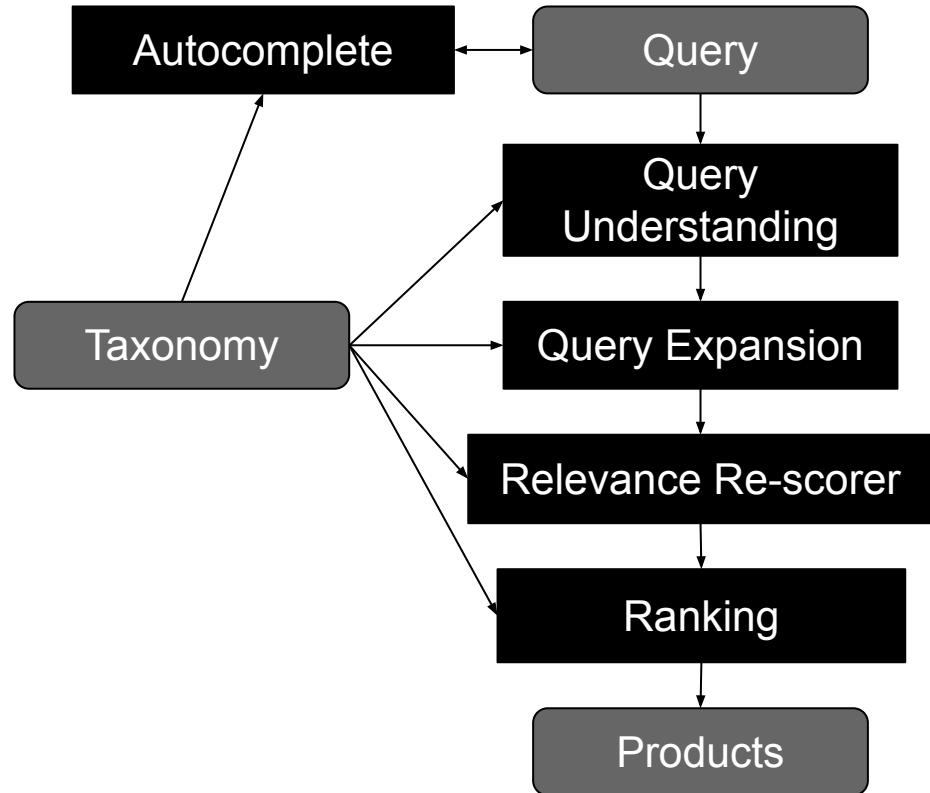 Autocomplete
Query
Query
Understanding
Taxonomy
Query Expansion
Relevance Re-scorer
Ranking
Products